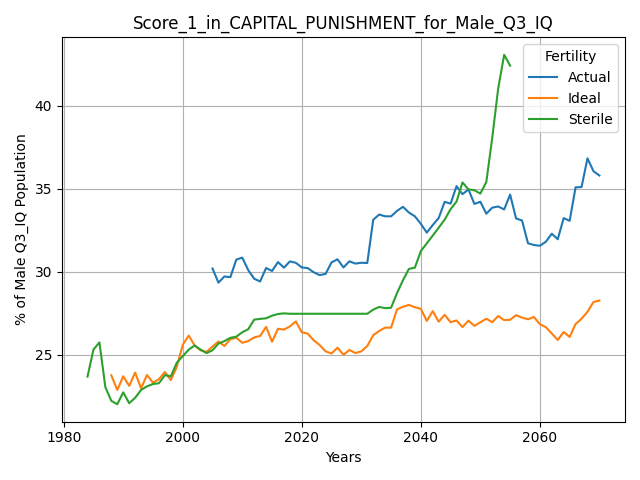 Score_1_in_CAPITAL_PUNISHMENT_for_Male_Q3_IQ
Fertility
Actual
Ideal
Sterile
% of Male Q3_IQ Population
40
35
30
25
1980
2000
2020
2040
2060
Years